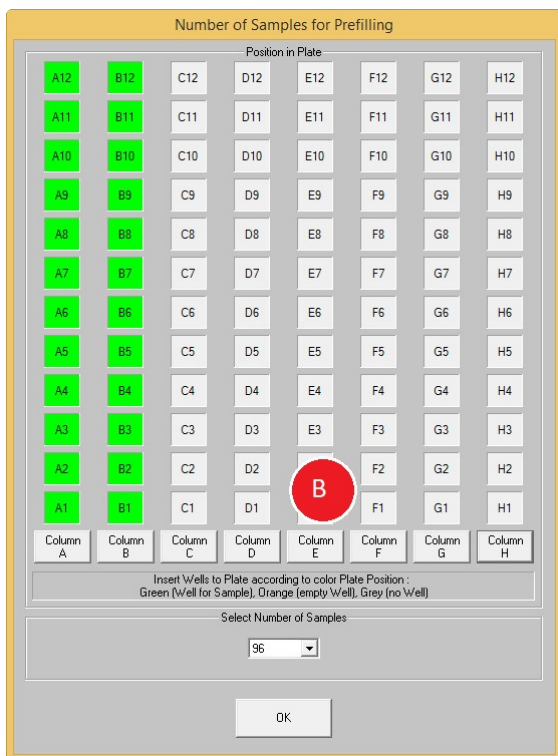 Number of Samples for Prefilling
Position in Plate
A12 B12 C12 D12 E12 F12 G12 H12
A11 B11 C11 D11 E11 F11 G11 H11
A10 B10 C10 D10 E10 F10 G10 H10
A9 B9 C9 D9 E9 F9 G9 H9
A8 B8 C8 D8 E8 F8 G8 H8
A7 B7 C7 D7 E7 F7 G7 H7
A6 B6 C6 D6 E6 F6 G6 H6
A5 B5 C5 D5 E5 F5 G5 H5
A4 B4 C4 D4 E4 F4 G4 H4
A3 B3 C3 D3 E3 F3 G3 H3
A2 B2 C2 D2 F2 G2 H2
B
A1 B1 C1 D1 F1 G1 H1
Column Column Column Column Column Column Column Column
A B C D E F G H
Insert Wells to Plate according to color Plate Position :
Green (Well for Sample), Orange (empty Well), Grey (no Well)
Select Number of Samples
96
OK